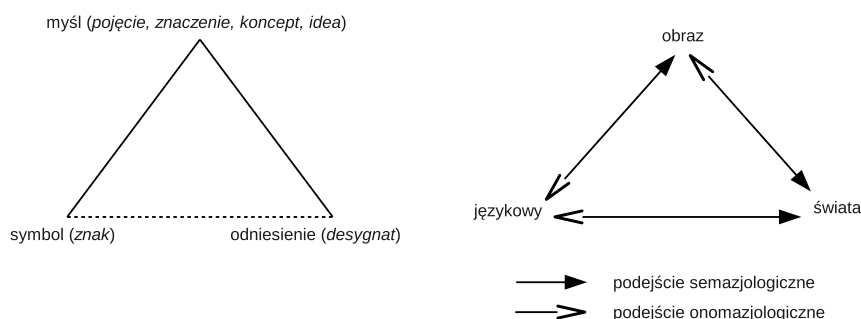 myśl (pojęcie, znaczenie, koncept, idea)
symbol (znak)
odniesienie (desygnat)
obraz
językowy
świata
podejście semazjologiczne
podejście onomazjologiczne